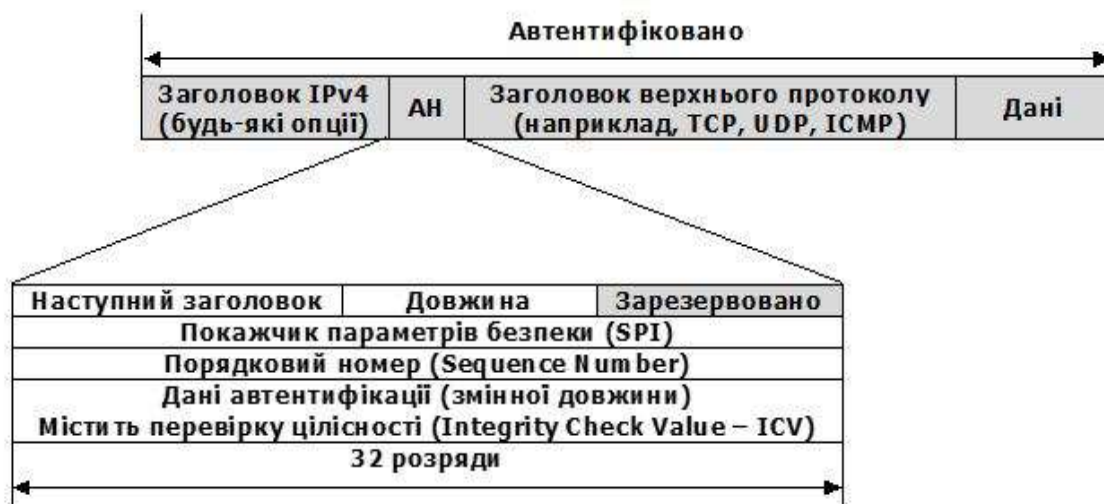 Автентифіковано
Заголовок IPv4
(будь-які опції)
АН
Заголовок верхнього протоколу
(наприклад, TCP, UDP, ICMP)
Дані
Наступний заголовок
Довжина
Зарезервовано
Покажчик параметрів безпеки (SPI)
Порядковий номер (Sequence Number)
Дані автентифікації (змінної довжини)
Містить перевірку цілісності (Integrity Check Value – ICV)
32 розряди